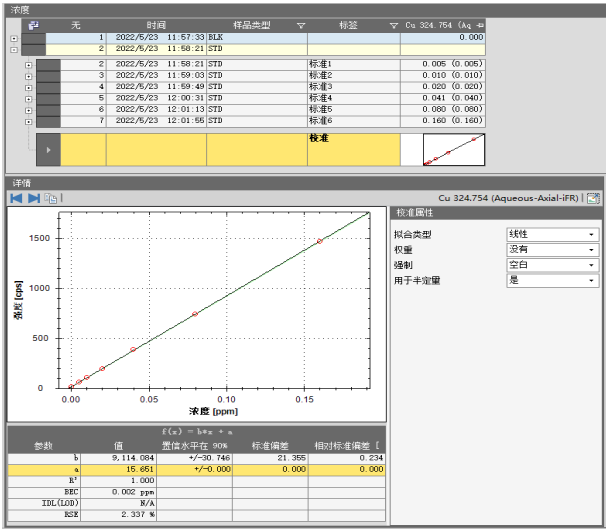 浓度
无 时间 样品类型 标签 Cu 324.754 (Aq
1 2022/5/23 11:57:33 BLK 0.000
2 2022/5/23 11:58:21 STD
2 2022/5/23 11:58:21 STD 标准1 0.005 (0.005)
3 2022/5/23 11:59:03 STD 标准2 0.010 (0.010)
4 2022/5/23 11:59:49 STD 标准3 0.020 (0.020)
5 2022/5/23 12:00:31 STD 标准4 0.041 (0.040)
6 2022/5/23 12:01:13 STD 标准5 0.080 (0.080)
7 2022/5/23 12:01:55 STD 标准6 0.160 (0.160)
校准
详情
Cu 324.754 (Aqueous-Axial-iFR)
校准属性
拟合类型 线性
权重 没有
强制 空白
用于半定量 是
强度 [cps]
1500
1000
500
0
0.00 0.05 0.10 0.15
浓度 [ppm]
f(x) = b*x + a
参数 值 置信水平在 90% 标准偏差 相对标准偏差 [
b 9,114.084 +/-30.746 21.355 0.234
a 15.651 +/-0.000 0.000 0.000
R² 1.000
BEC 0.002 ppm
IDL(LOD) N/A
RSE 2.337 %